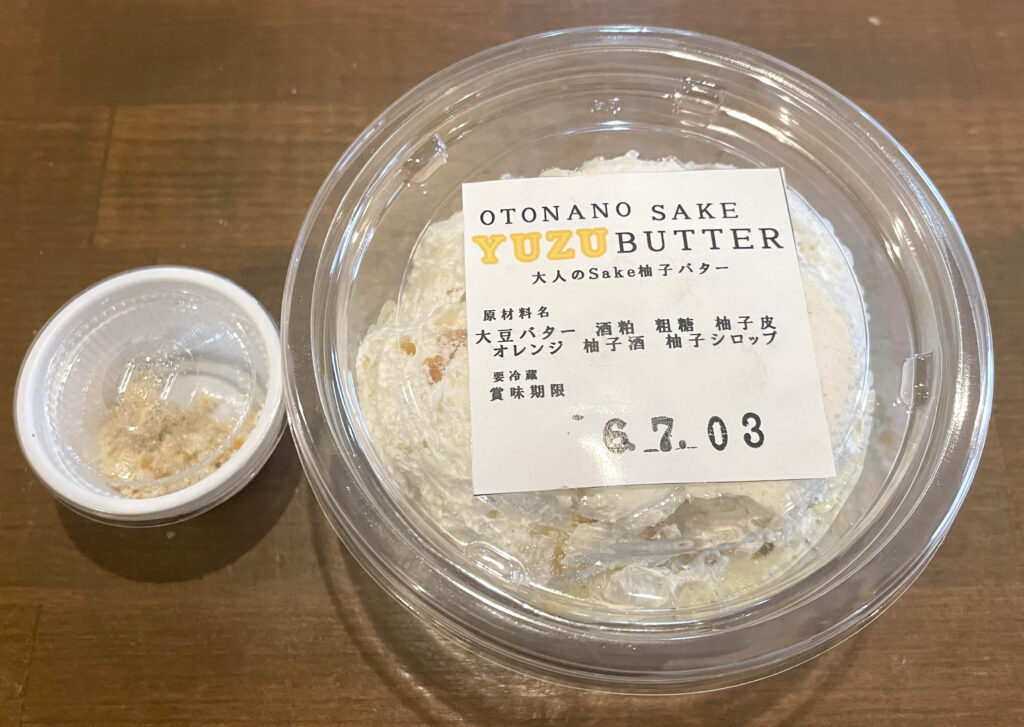 OTONANO SAKE
YUZU BUTTER
大人のSake柚子バター
原材料名
大豆バター 酒粕 粗糖 柚子皮
オレンジ 柚子酒 柚子シロップ
要冷蔵
賞味期限
6.7.03